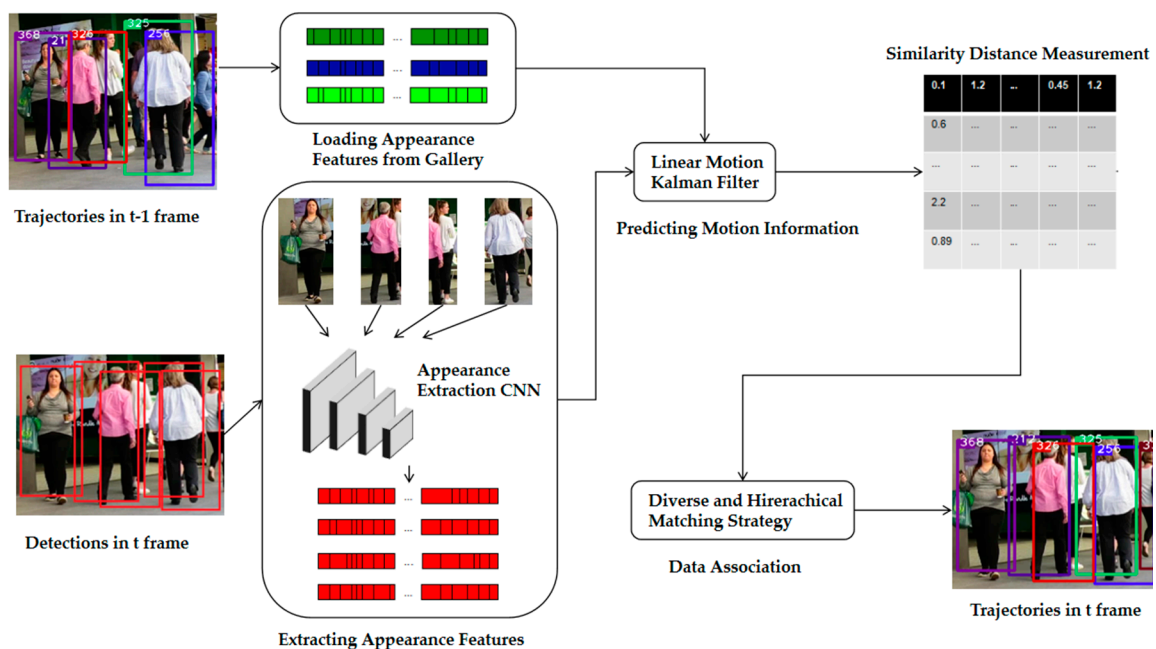 368
217
326
325
256
...
...
...
Loading Appearance
Features from Gallery
Trajectories in t-1 frame
Linear Motion
Kalman Filter
Predicting Motion Information
Similarity Distance Measurement
0.1 1.2 ... 0.45 1.2
0.6 ... ... ... ...
... ... ... ... ...
2.2 ... ... ... ...
0.89 ... ... ... ...
Detections in t frame
Appearance
Extraction CNN
...
...
...
...
Extracting Appearance Features
Diverse and Hirerachical
Matching Strategy
Data Association
368
326
325
256
Trajectories in t frame